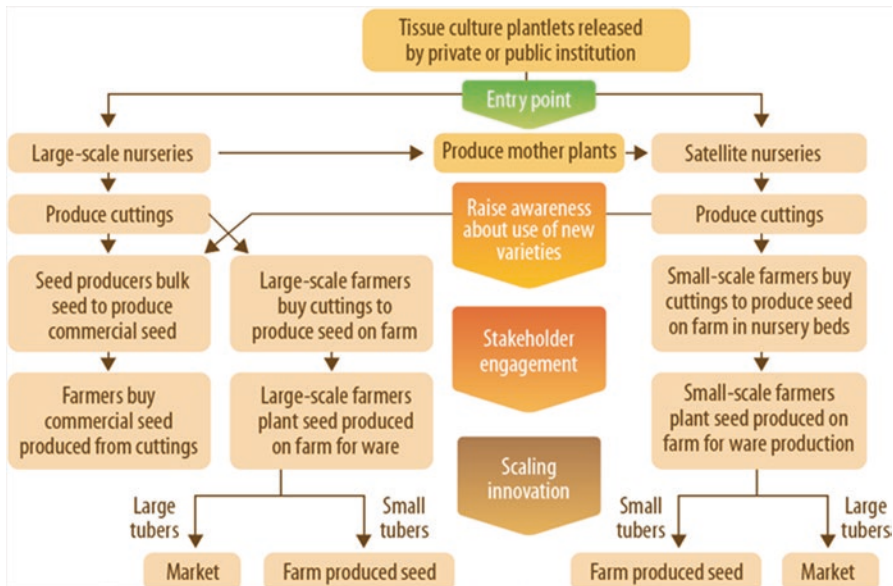 Tissue culture plantlets released
by private or public institution
Entry point
Large-scale nurseries
Produce mother plants
Satellite nurseries
Produce cuttings
Raise awareness
about use of new
varieties
Produce cuttings
Seed producers bulk
seed to produce
commercial seed
Large-scale farmers
buy cuttings to
produce seed on farm
Small-scale farmers buy
cuttings to produce seed
on farm in nursery beds
Stakeholder
engagement
Farmers buy
commercial seed
produced from cuttings
Large-scale farmers
plant seed produced
on farm for ware
Small-scale farmers
plant seed produced on
farm for ware production
Scaling
innovation
Large
tubers
Small
tubers
Small
tubers
Large
tubers
Market
Farm produced seed
Farm produced seed
Market